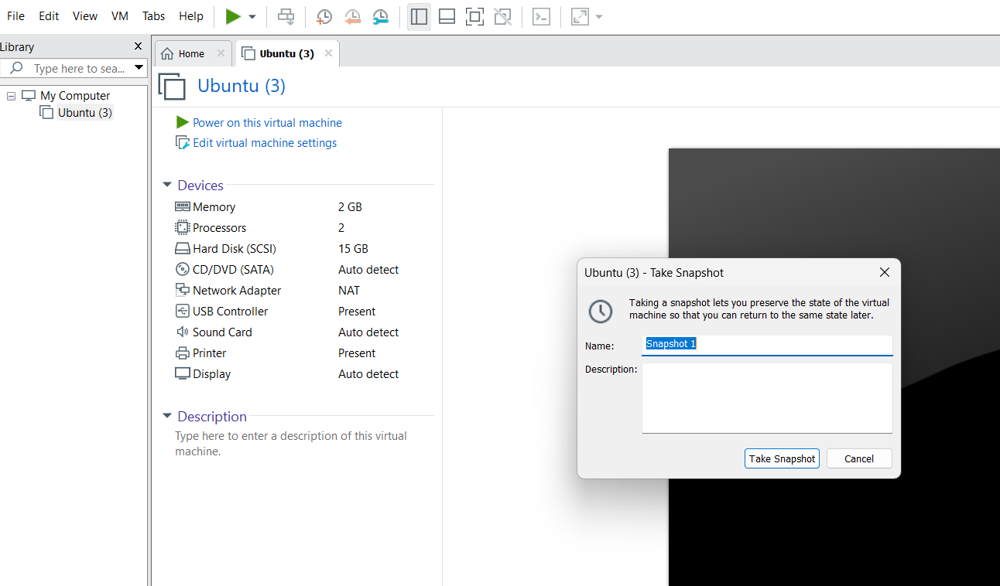 File Edit View VM Tabs Help
Library
Type here to sea...
My Computer
Ubuntu (3)
Home
Ubuntu (3)
Ubuntu (3)
Power on this virtual machine
Edit virtual machine settings
Devices
Memory 2 GB
Processors 2
Hard Disk (SCSI) 15 GB
CD/DVD (SATA) Auto detect
Network Adapter NAT
USB Controller Present
Sound Card Auto detect
Printer Present
Display Auto detect
Description
Type here to enter a description of this virtual
machine.
Ubuntu (3) - Take Snapshot
Taking a snapshot lets you preserve the state of the virtual
machine so that you can return to the same state later.
Name: Snapshot 1
Description:
Take Snapshot Cancel